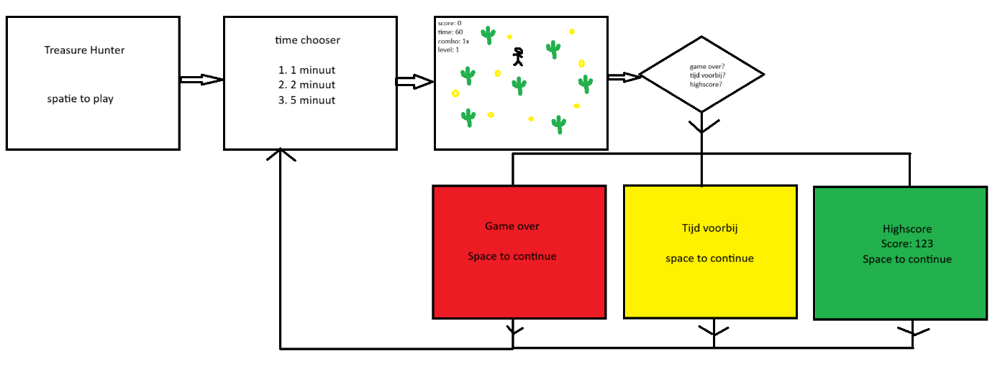 Treasure Hunter
spatie to play
time chooser
1. 1 minuut
2. 2 minuut
3. 5 minuut
score: 0
time: 60
combo: 1x
level: 1
game over?
tijd voorbij?
highscore?
Game over
Space to continue
Tijd voorbij
space to continue
Highscore
Score: 123
Space to continue